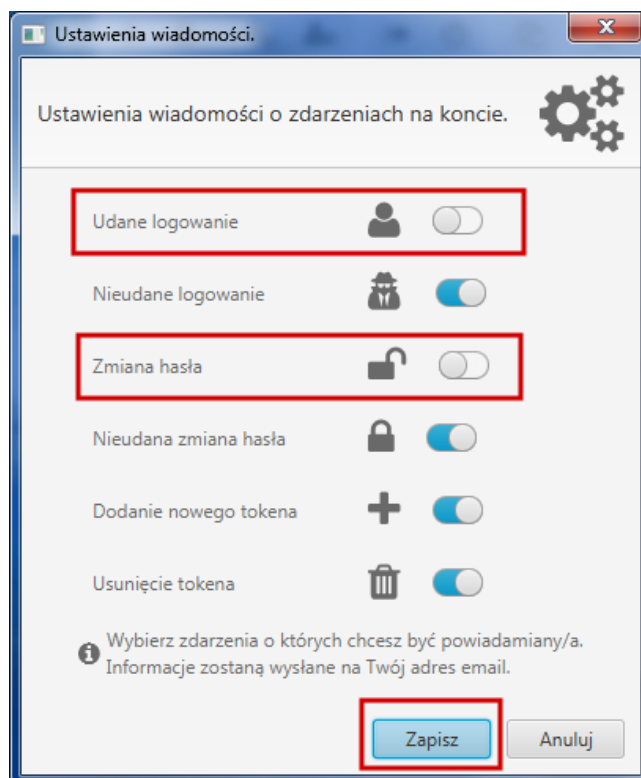 Ustawienia wiadomości.
Ustawienia wiadomości o zdarzeniach na koncie.
Udane logowanie
Nieudane logowanie
Zmiana hasła
Nieudana zmiana hasła
Dodanie nowego tokena
Usunięcie tokena
Wybierz zdarzenia o których chcesz być powiadamiany/a.
Informacje zostaną wysłane na Twój adres email.
Zapisz Anuluj